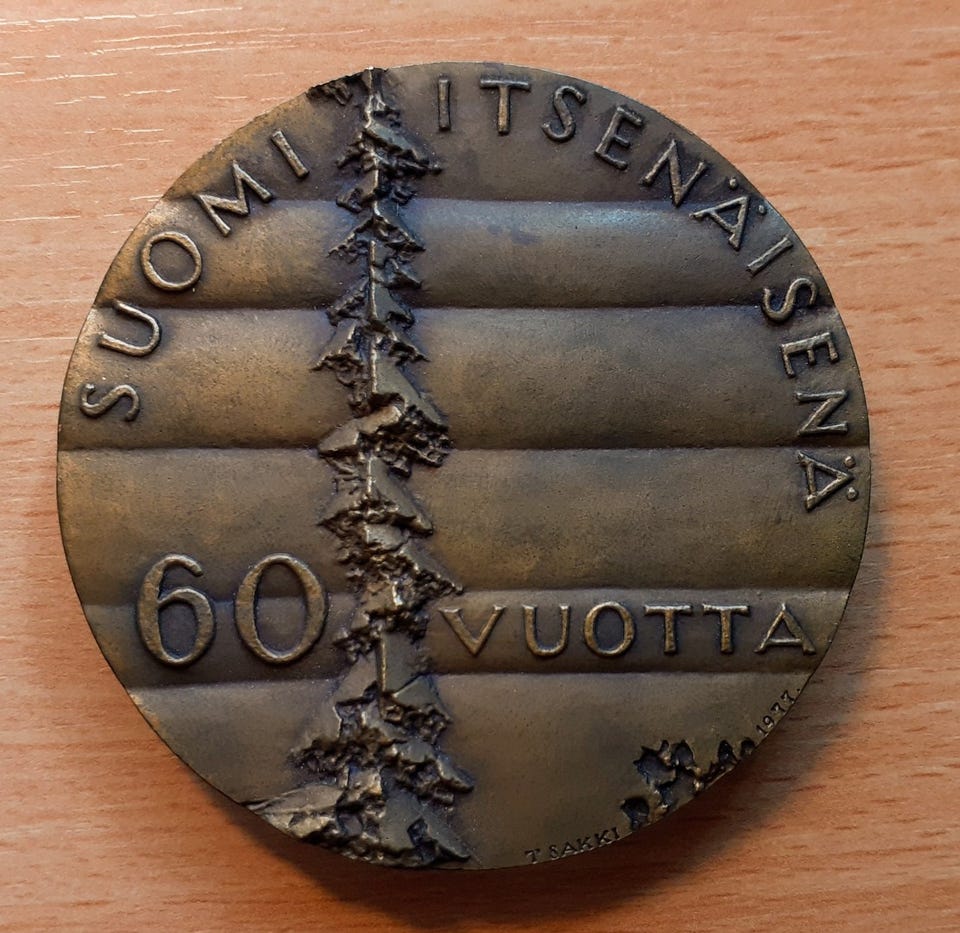 SUOMI ITSENÄISENÄ
60 VUOTTA
T SAKKI 1977.